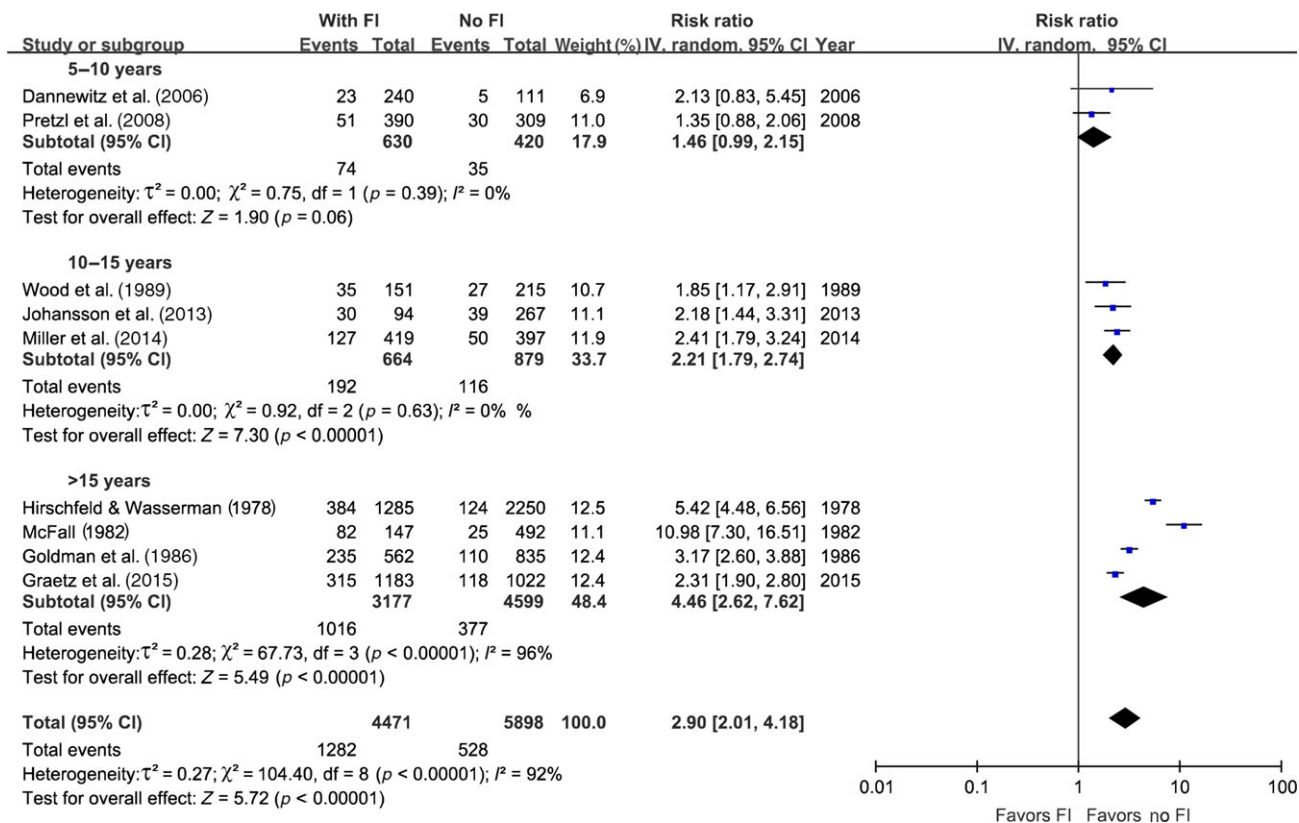 With FI No FI Risk ratio Risk ratio
Study or subgroup Events Total Events Total Weight (%) IV. random. 95% CI Year IV. random. 95% CI
5–10 years
Dannewitz et al. (2006) 23 240 5 111 6.9 2.13 [0.83, 5.45] 2006
Pretzl et al. (2008) 51 390 30 309 11.0 1.35 [0.88, 2.06] 2008
Subtotal (95% CI) 630 420 17.9 1.46 [0.99, 2.15]
Total events 74 35
Heterogeneity: τ² = 0.00; χ² = 0.75, df = 1 (p = 0.39); I² = 0%
Test for overall effect: Z = 1.90 (p = 0.06)
10–15 years
Wood et al. (1989) 35 151 27 215 10.7 1.85 [1.17, 2.91] 1989
Johansson et al. (2013) 30 94 39 267 11.1 2.18 [1.44, 3.31] 2013
Miller et al. (2014) 127 419 50 397 11.9 2.41 [1.79, 3.24] 2014
Subtotal (95% CI) 664 879 33.7 2.21 [1.79, 2.74]
Total events 192 116
Heterogeneity: τ² = 0.00; χ² = 0.92, df = 2 (p = 0.63); I² = 0% %
Test for overall effect: Z = 7.30 (p < 0.00001)
>15 years
Hirschfeld & Wasserman (1978) 384 1285 124 2250 12.5 5.42 [4.48, 6.56] 1978
McFall (1982) 82 147 25 492 11.1 10.98 [7.30, 16.51] 1982
Goldman et al. (1986) 235 562 110 835 12.4 3.17 [2.60, 3.88] 1986
Graetz et al. (2015) 315 1183 118 1022 12.4 2.31 [1.90, 2.80] 2015
Subtotal (95% CI) 3177 4599 48.4 4.46 [2.62, 7.62]
Total events 1016 377
Heterogeneity: τ² = 0.28; χ² = 67.73, df = 3 (p < 0.00001); I² = 96%
Test for overall effect: Z = 5.49 (p < 0.00001)
Total (95% CI) 4471 5898 100.0 2.90 [2.01, 4.18]
Total events 1282 528
Heterogeneity: τ² = 0.27; χ² = 104.40, df = 8 (p < 0.00001); I² = 92%
Test for overall effect: Z = 5.72 (p < 0.00001)
0.01 0.1 1 10 100
Favors FI Favors no FI